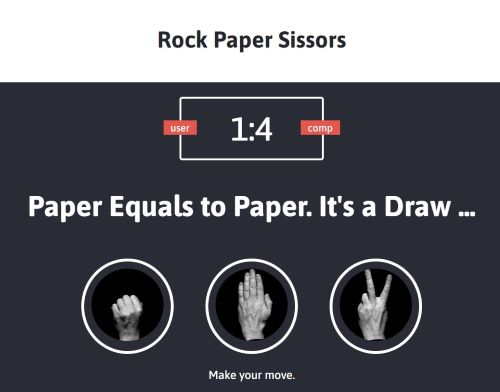 Rock Paper Sissors
user 1:4 comp
Paper Equals to Paper. It's a Draw ...
Make your move.